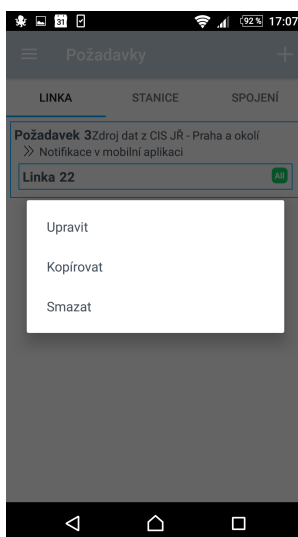 31 92% 17:07
Požadavky
LINKA STANICE SPOJENÍ
Požadavek 3Zdroj dat z CIS JŘ - Praha a okolí
Notifikace v mobilní aplikaci
Linka 22 All
Upravit
Kopírovat
Smazat